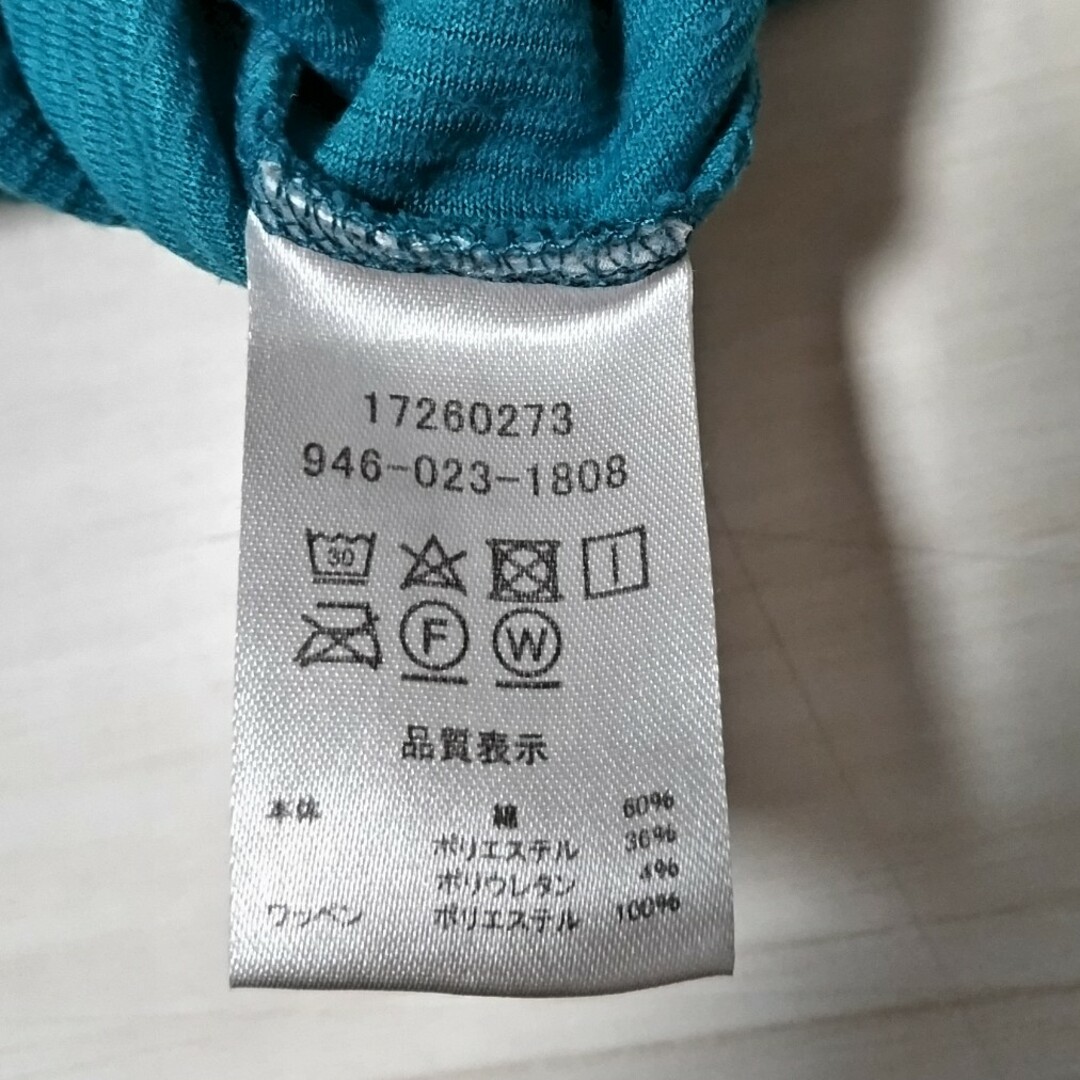 17260273
946-023-1808
30
F W
品質表示
本体 綿 60%
ポリエステル 36%
ポリウレタン 4%
ワッペン ポリエステル 100%